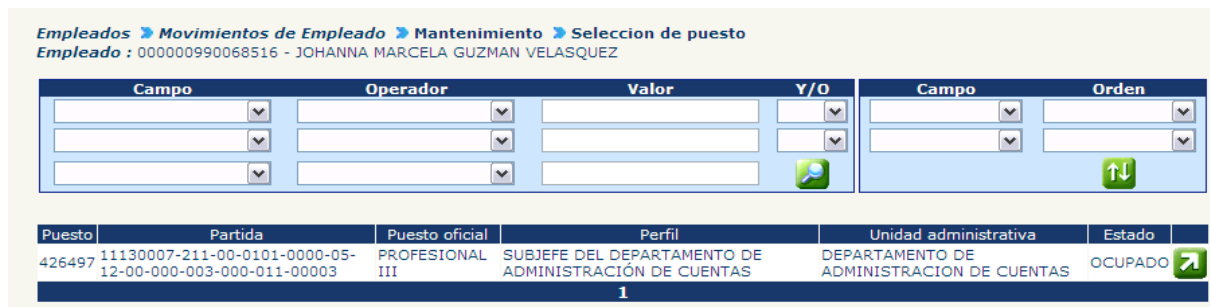 Empleados Movimientos de Empleado Mantenimiento Seleccion de puesto
Empleado : 000000990068516 - JOHANNA MARCELA GUZMAN VELASQUEZ
Campo Operador Valor Y/O Campo Orden
Puesto Partida Puesto oficial Perfil Unidad administrativa Estado
426497 11130007-211-00-0101-0000-05- PROFESIONAL SUBJEFE DEL DEPARTAMENTO DE DEPARTAMENTO DE OCUPADO
12-00-000-003-000-011-00003 III ADMINISTRACIÓN DE CUENTAS ADMINISTRACION DE CUENTAS
1